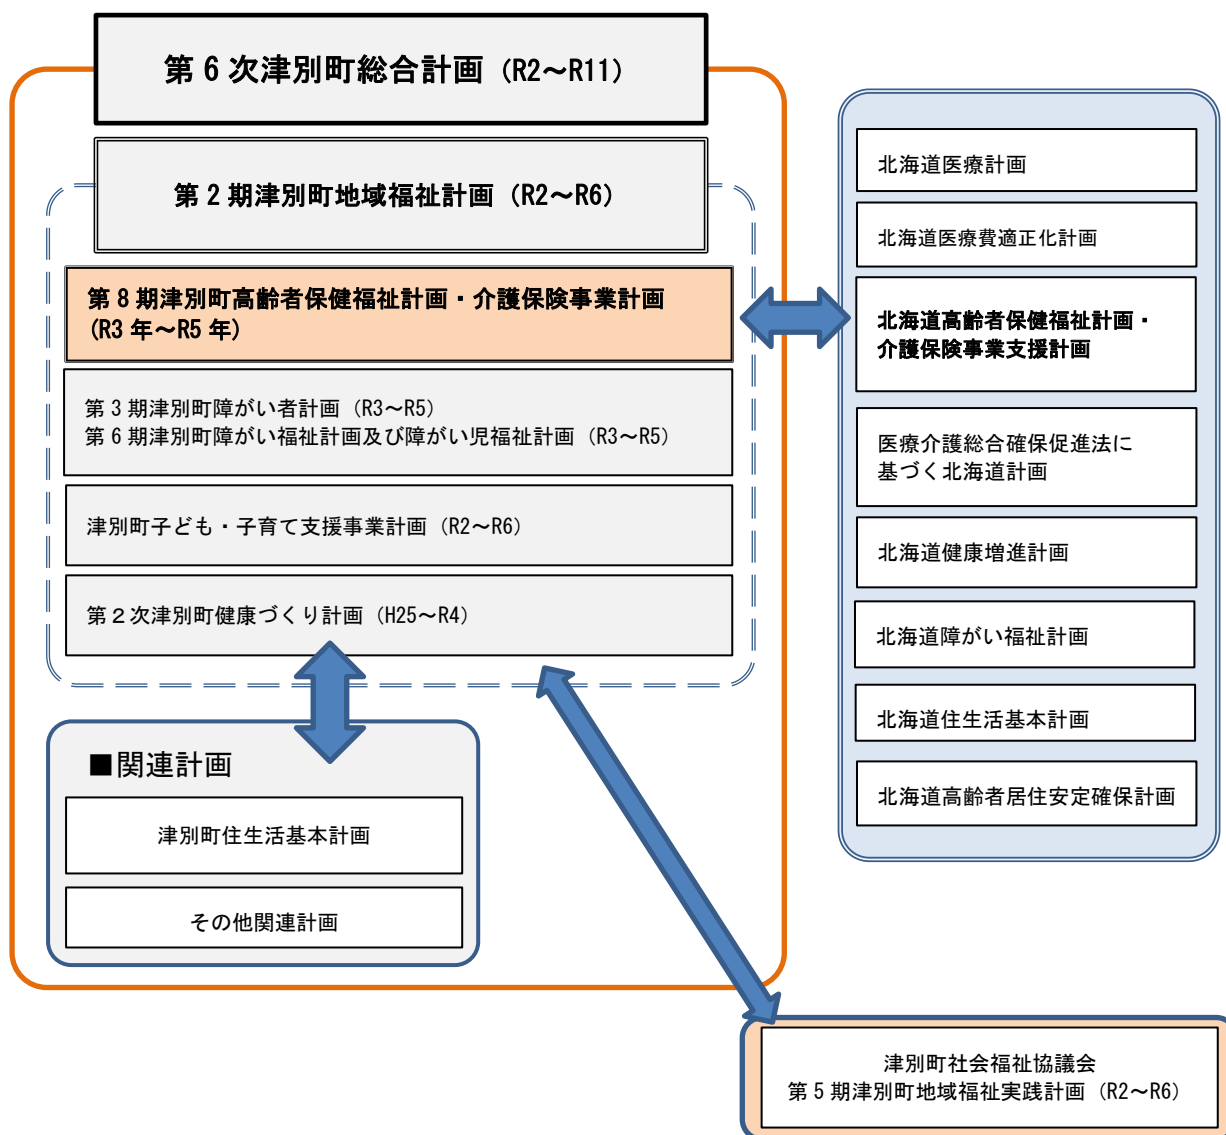 第６次津別町総合計画（R2～R11）
第２期津別町地域福祉計画（R2～R6）
第８期津別町高齢者保健福祉計画・介護保険事業計画
（R3 年～R5 年）
第３期津別町障がい者計画（R3～R5）
第６期津別町障がい福祉計画及び障がい児福祉計画（R3～R5）
津別町子ども・子育て支援事業計画（R2～R6）
第２次津別町健康づくり計画（H25～R4）
■関連計画
津別町住生活基本計画
その他関連計画
北海道医療計画
北海道医療費適正化計画
北海道高齢者保健福祉計画・
介護保険事業支援計画
医療介護総合確保促進法に
基づく北海道計画
北海道健康増進計画
北海道障がい福祉計画
北海道住生活基本計画
北海道高齢者居住安定確保計画
津別町社会福祉協議会
第５期津別町地域福祉実践計画（R2～R6）